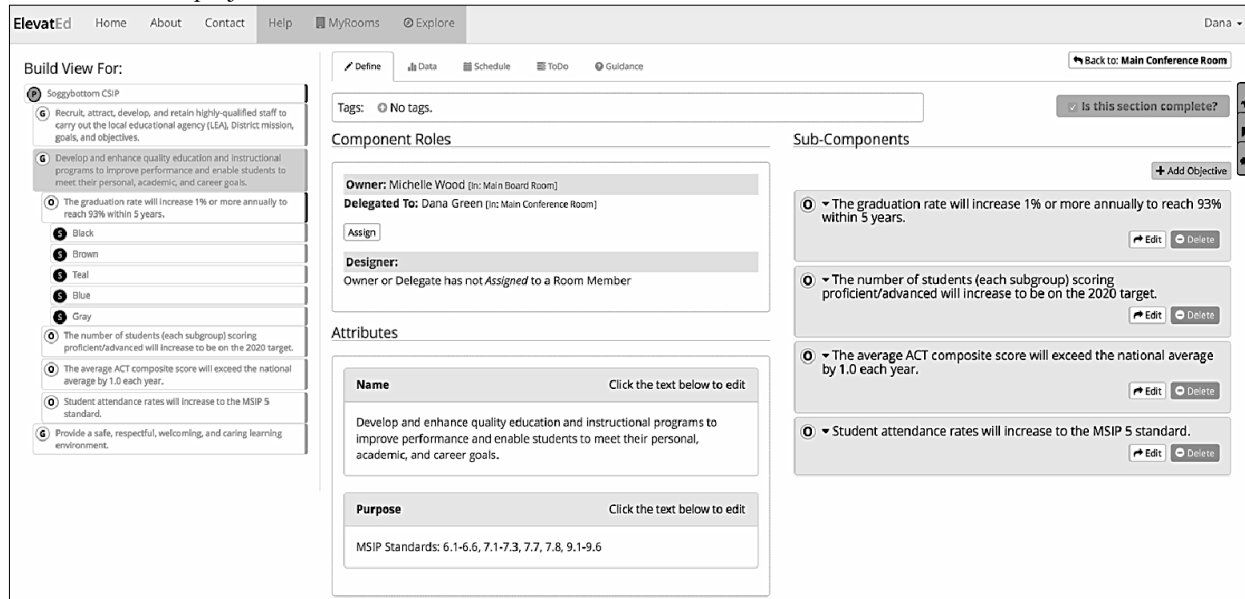 ElevatEd Home About Contact Help MyRooms Explore Dana
Build View For:
P Soggybottom CSIP
G Recruit, attract, develop, and retain highly-qualified staff to
carry out the local educational agency (LEA), District mission,
goals, and objectives.
G Develop and enhance quality education and instructional
programs to improve performance and enable students to
meet their personal, academic, and career goals.
O The graduation rate will increase 1% or more annually to
reach 93% within 5 years.
S Black
S Brown
S Teal
S Blue
S Gray
O The number of students (each subgroup) scoring
proficient/advanced will increase to be on the 2020 target.
O The average ACT composite score will exceed the national
average by 1.0 each year.
O Student attendance rates will increase to the MSIP 5
standard.
G Provide a safe, respectful, welcoming, and caring learning
environment.
Define Data Schedule ToDo Guidance
Back to: Main Conference Room
Tags: No tags.
Is this section complete?
Component Roles
Owner: Michelle Wood [In: Main Board Room]
Delegated To: Dana Green [In: Main Conference Room]
Assign
Designer:
Owner or Delegate has not Assigned to a Room Member
Attributes
Name Click the text below to edit
Develop and enhance quality education and instructional programs to
improve performance and enable students to meet their personal,
academic, and career goals.
Purpose Click the text below to edit
MSIP Standards: 6.1-6.6, 7.1-7.3, 7.7, 7.8, 9.1-9.6
Sub-Components
+ Add Objective
O The graduation rate will increase 1% or more annually to reach 93%
within 5 years.
Edit Delete
O The number of students (each subgroup) scoring
proficient/advanced will increase to be on the 2020 target.
Edit Delete
O The average ACT composite score will exceed the national average
by 1.0 each year.
Edit Delete
O Student attendance rates will increase to the MSIP 5 standard.
Edit Delete